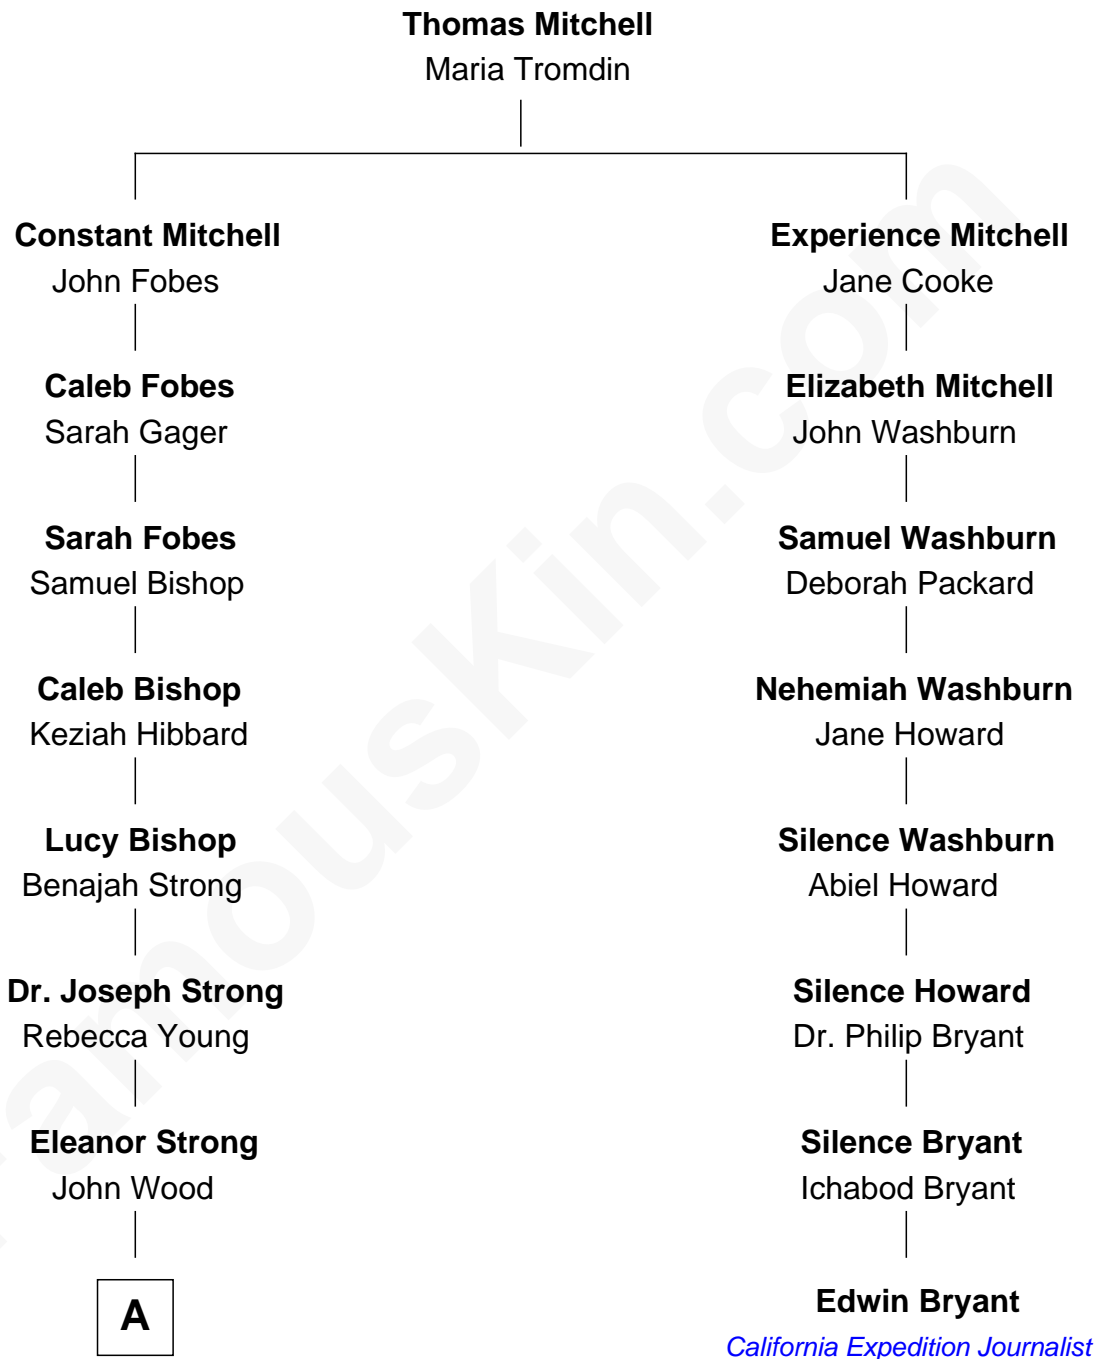 Thomas Mitchell
Maria Tromdin
Constant Mitchell
John Fobes
Experience Mitchell
Jane Cooke
Caleb Fobes
Sarah Gager
Elizabeth Mitchell
John Washburn
Sarah Fobes
Samuel Bishop
Samuel Washburn
Deborah Packard
Caleb Bishop
Keziah Hibbard
Nehemiah Washburn
Jane Howard
Lucy Bishop
Benajah Strong
Silence Washburn
Abiel Howard
Dr. Joseph Strong
Rebecca Young
Silence Howard
Dr. Philip Bryant
Eleanor Strong
John Wood
Silence Bryant
Ichabod Bryant
A
Edwin Bryant
California Expedition Journalist
FamousKin.com